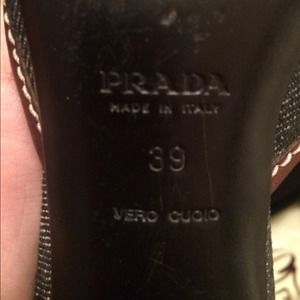 PRADA
MADE IN ITALY
39
VERO CUOIO